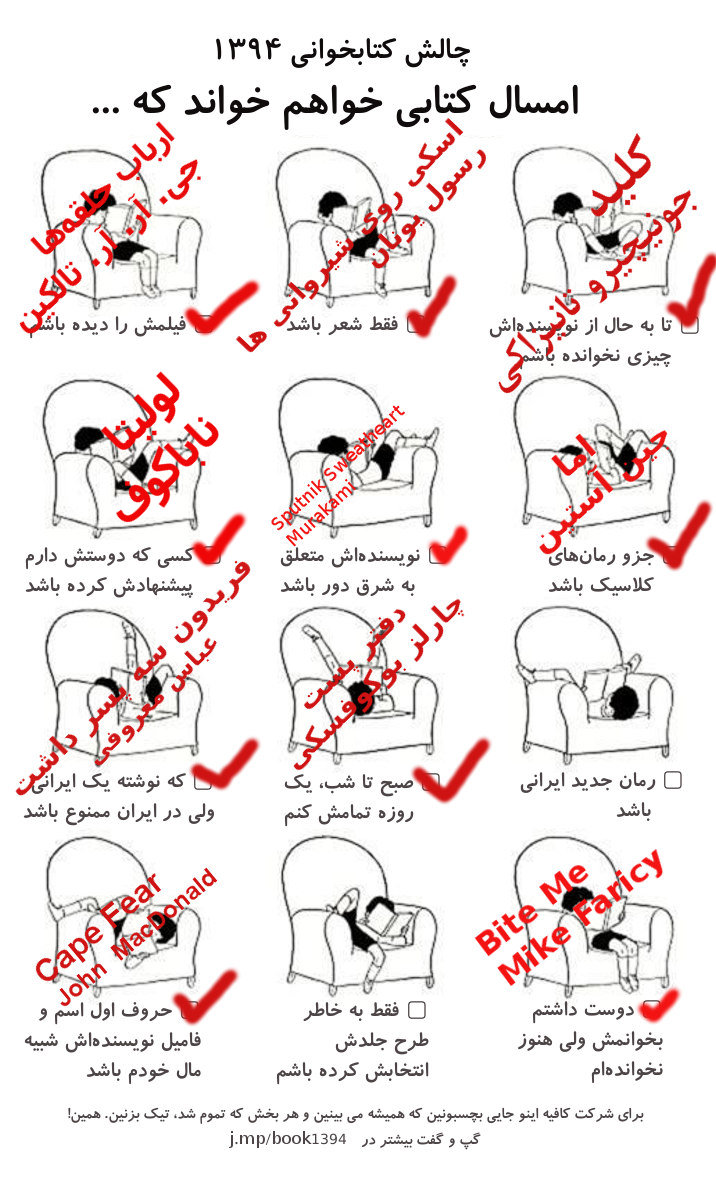 چالش کتابخوانی ۱۳۹۴
امسال کتابی خواهم خواند که ...
کلید
جونیچیرو تانیزاکی
تا به حال از نویسنده‌اش
چیزی نخوانده باشم
اسکی روی شیروانی ها
رسول یونان
فقط شعر باشد
ارباب حلقه‌ها
جی. آر. آر. تالکین
فیلمش را دیده باشم
اما
جین آستین
جزو رمان‌های
کلاسیک باشد
Sputnik Sweatheart
Murakami
نویسنده‌اش متعلق
به شرق دور باشد
لولیتا
ناباکوف
کسی که دوستش دارم
پیشنهادش کرده باشد
رمان جدید ایرانی
باشد
دفتر پست
چارلز بوکوفسکی
صبح تا شب، یک
روزه تمامش کنم
فریدون سه پسر داشت
عباس معروفی
که نوشته یک ایرانی
ولی در ایران ممنوع باشد
Bite Me
Mike Faricy
دوست داشتم
بخوانمش ولی هنوز
نخوانده‌ام
فقط به خاطر
طرح جلدش
انتخابش کرده باشم
Cape Fear
John MacDonald
حروف اول اسم و
فامیل نویسنده‌اش شبیه
مال خودم باشد
برای شرکت کافیه اینو جایی بچسبونین که همیشه می بینین و هر بخش که تموم شد، تیک بزنین. همین!
گپ و گفت بیشتر در j.mp/book1394